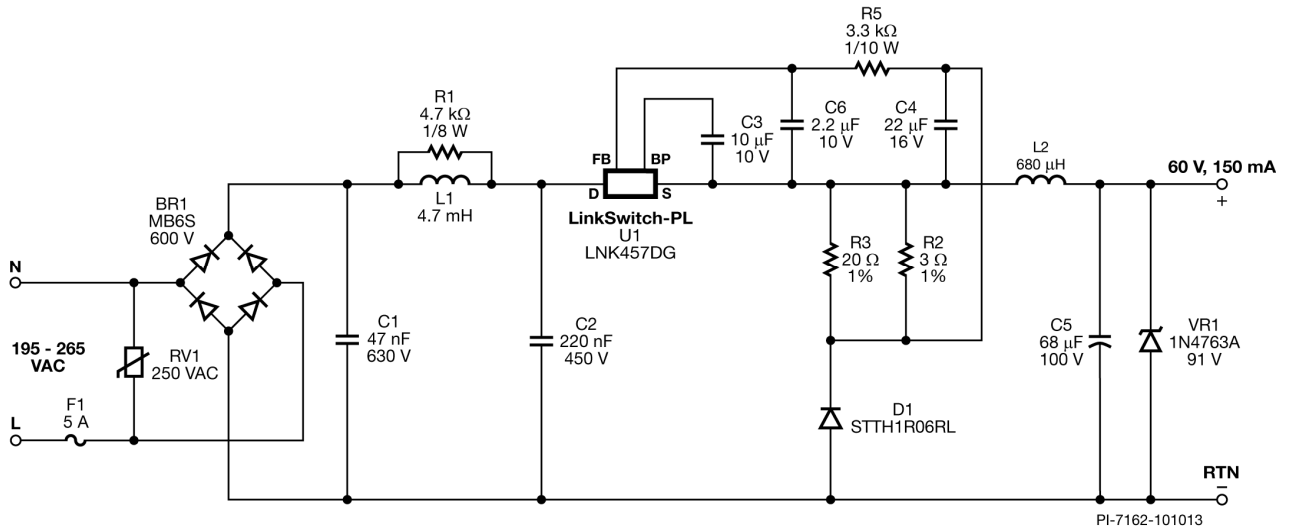 R5
3.3 kΩ
1/10 W
R1
4.7 kΩ
1/8 W
L1
4.7 mH
FB
BP
D
S
LinkSwitch-PL
U1
LNK457DG
C3
10 µF
10 V
C6
2.2 µF
10 V
C4
22 µF
16 V
L2
680 µH
60 V, 150 mA
+
BR1
MB6S
600 V
N
195 - 265
VAC
RV1
250 VAC
F1
5 A
L
C1
47 nF
630 V
C2
220 nF
450 V
R3
20 Ω
1%
R2
3 Ω
1%
D1
STTH1R06RL
C5
68 µF
100 V
VR1
1N4763A
91 V
RTN
−
PI-7162-101013